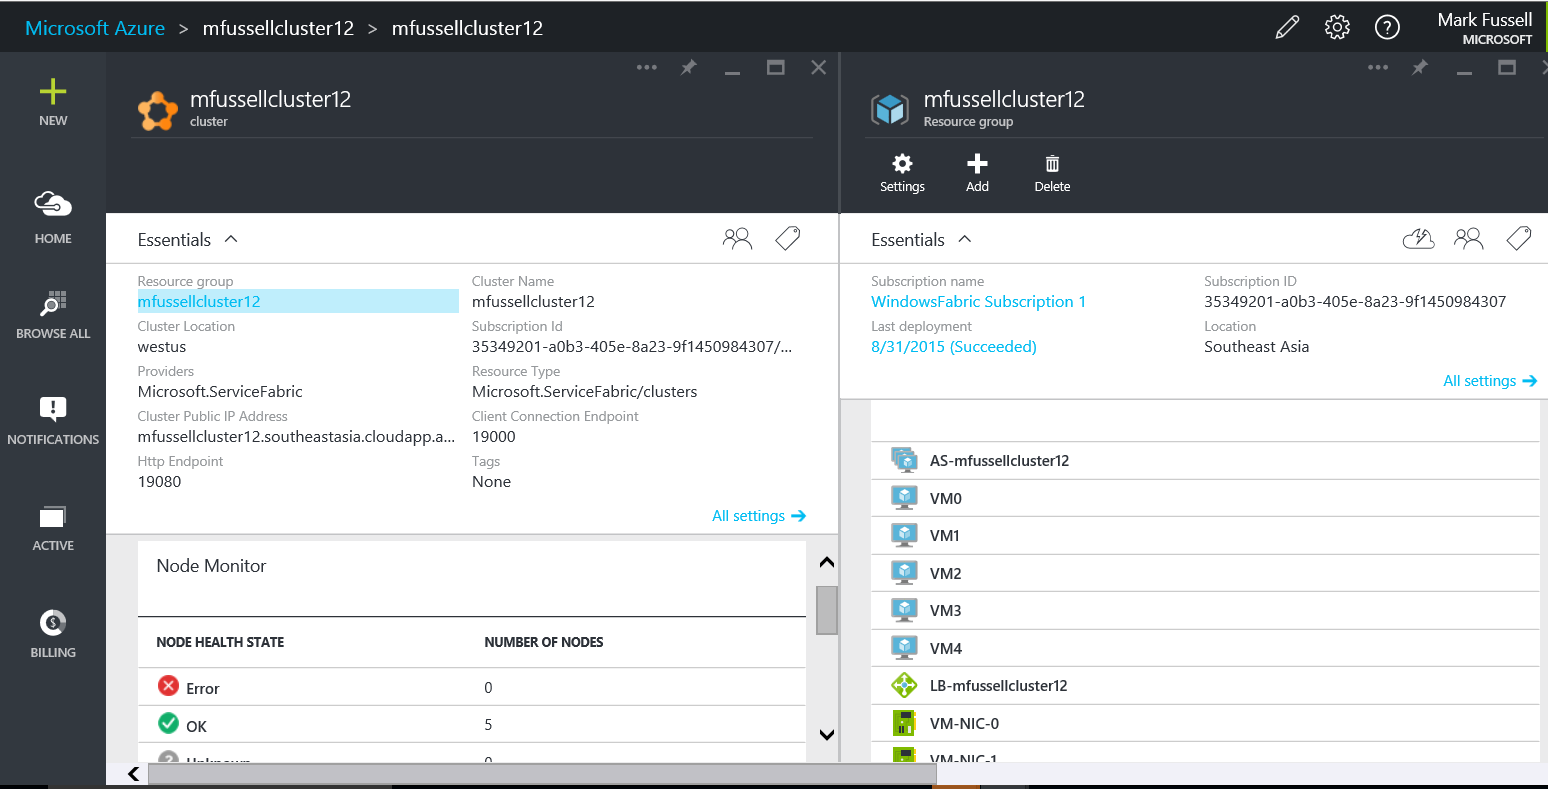 Microsoft Azure > mfussellcluster12 > mfussellcluster12
Mark Fussell
MICROSOFT
NEW
HOME
BROWSE ALL
NOTIFICATIONS
ACTIVE
BILLING
mfussellcluster12
cluster
Essentials
Resource group
mfussellcluster12
Cluster Name
mfussellcluster12
Cluster Location
westus
Subscription Id
35349201-a0b3-405e-8a23-9f1450984307/...
Providers
Microsoft.ServiceFabric
Resource Type
Microsoft.ServiceFabric/clusters
Cluster Public IP Address
mfussellcluster12.southeastasia.cloudapp.a...
Client Connection Endpoint
19000
Http Endpoint
19080
Tags
None
All settings
Node Monitor
NODE HEALTH STATE NUMBER OF NODES
Error 0
OK 5
Unknown 0
mfussellcluster12
Resource group
Settings
Add
Delete
Essentials
Subscription name
WindowsFabric Subscription 1
Subscription ID
35349201-a0b3-405e-8a23-9f1450984307
Last deployment
8/31/2015 (Succeeded)
Location
Southeast Asia
All settings
AS-mfussellcluster12
VM0
VM1
VM2
VM3
VM4
LB-mfussellcluster12
VM-NIC-0
VM-NIC-1